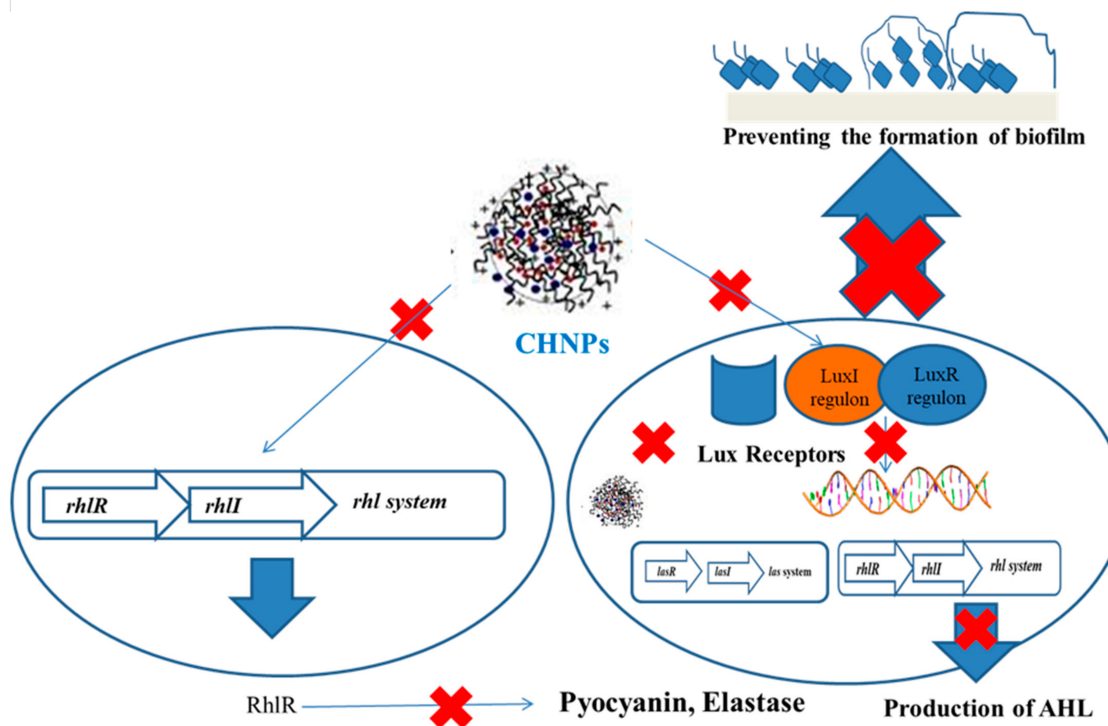 Preventing the formation of biofilm
CHNPs
LuxI
regulon
LuxR
regulon
Lux Receptors
rhlR
rhlI
rhl system
lasR
lasI
las system
rhlR
rhlI
rhl system
RhlR
Pyocyanin, Elastase
Production of AHL